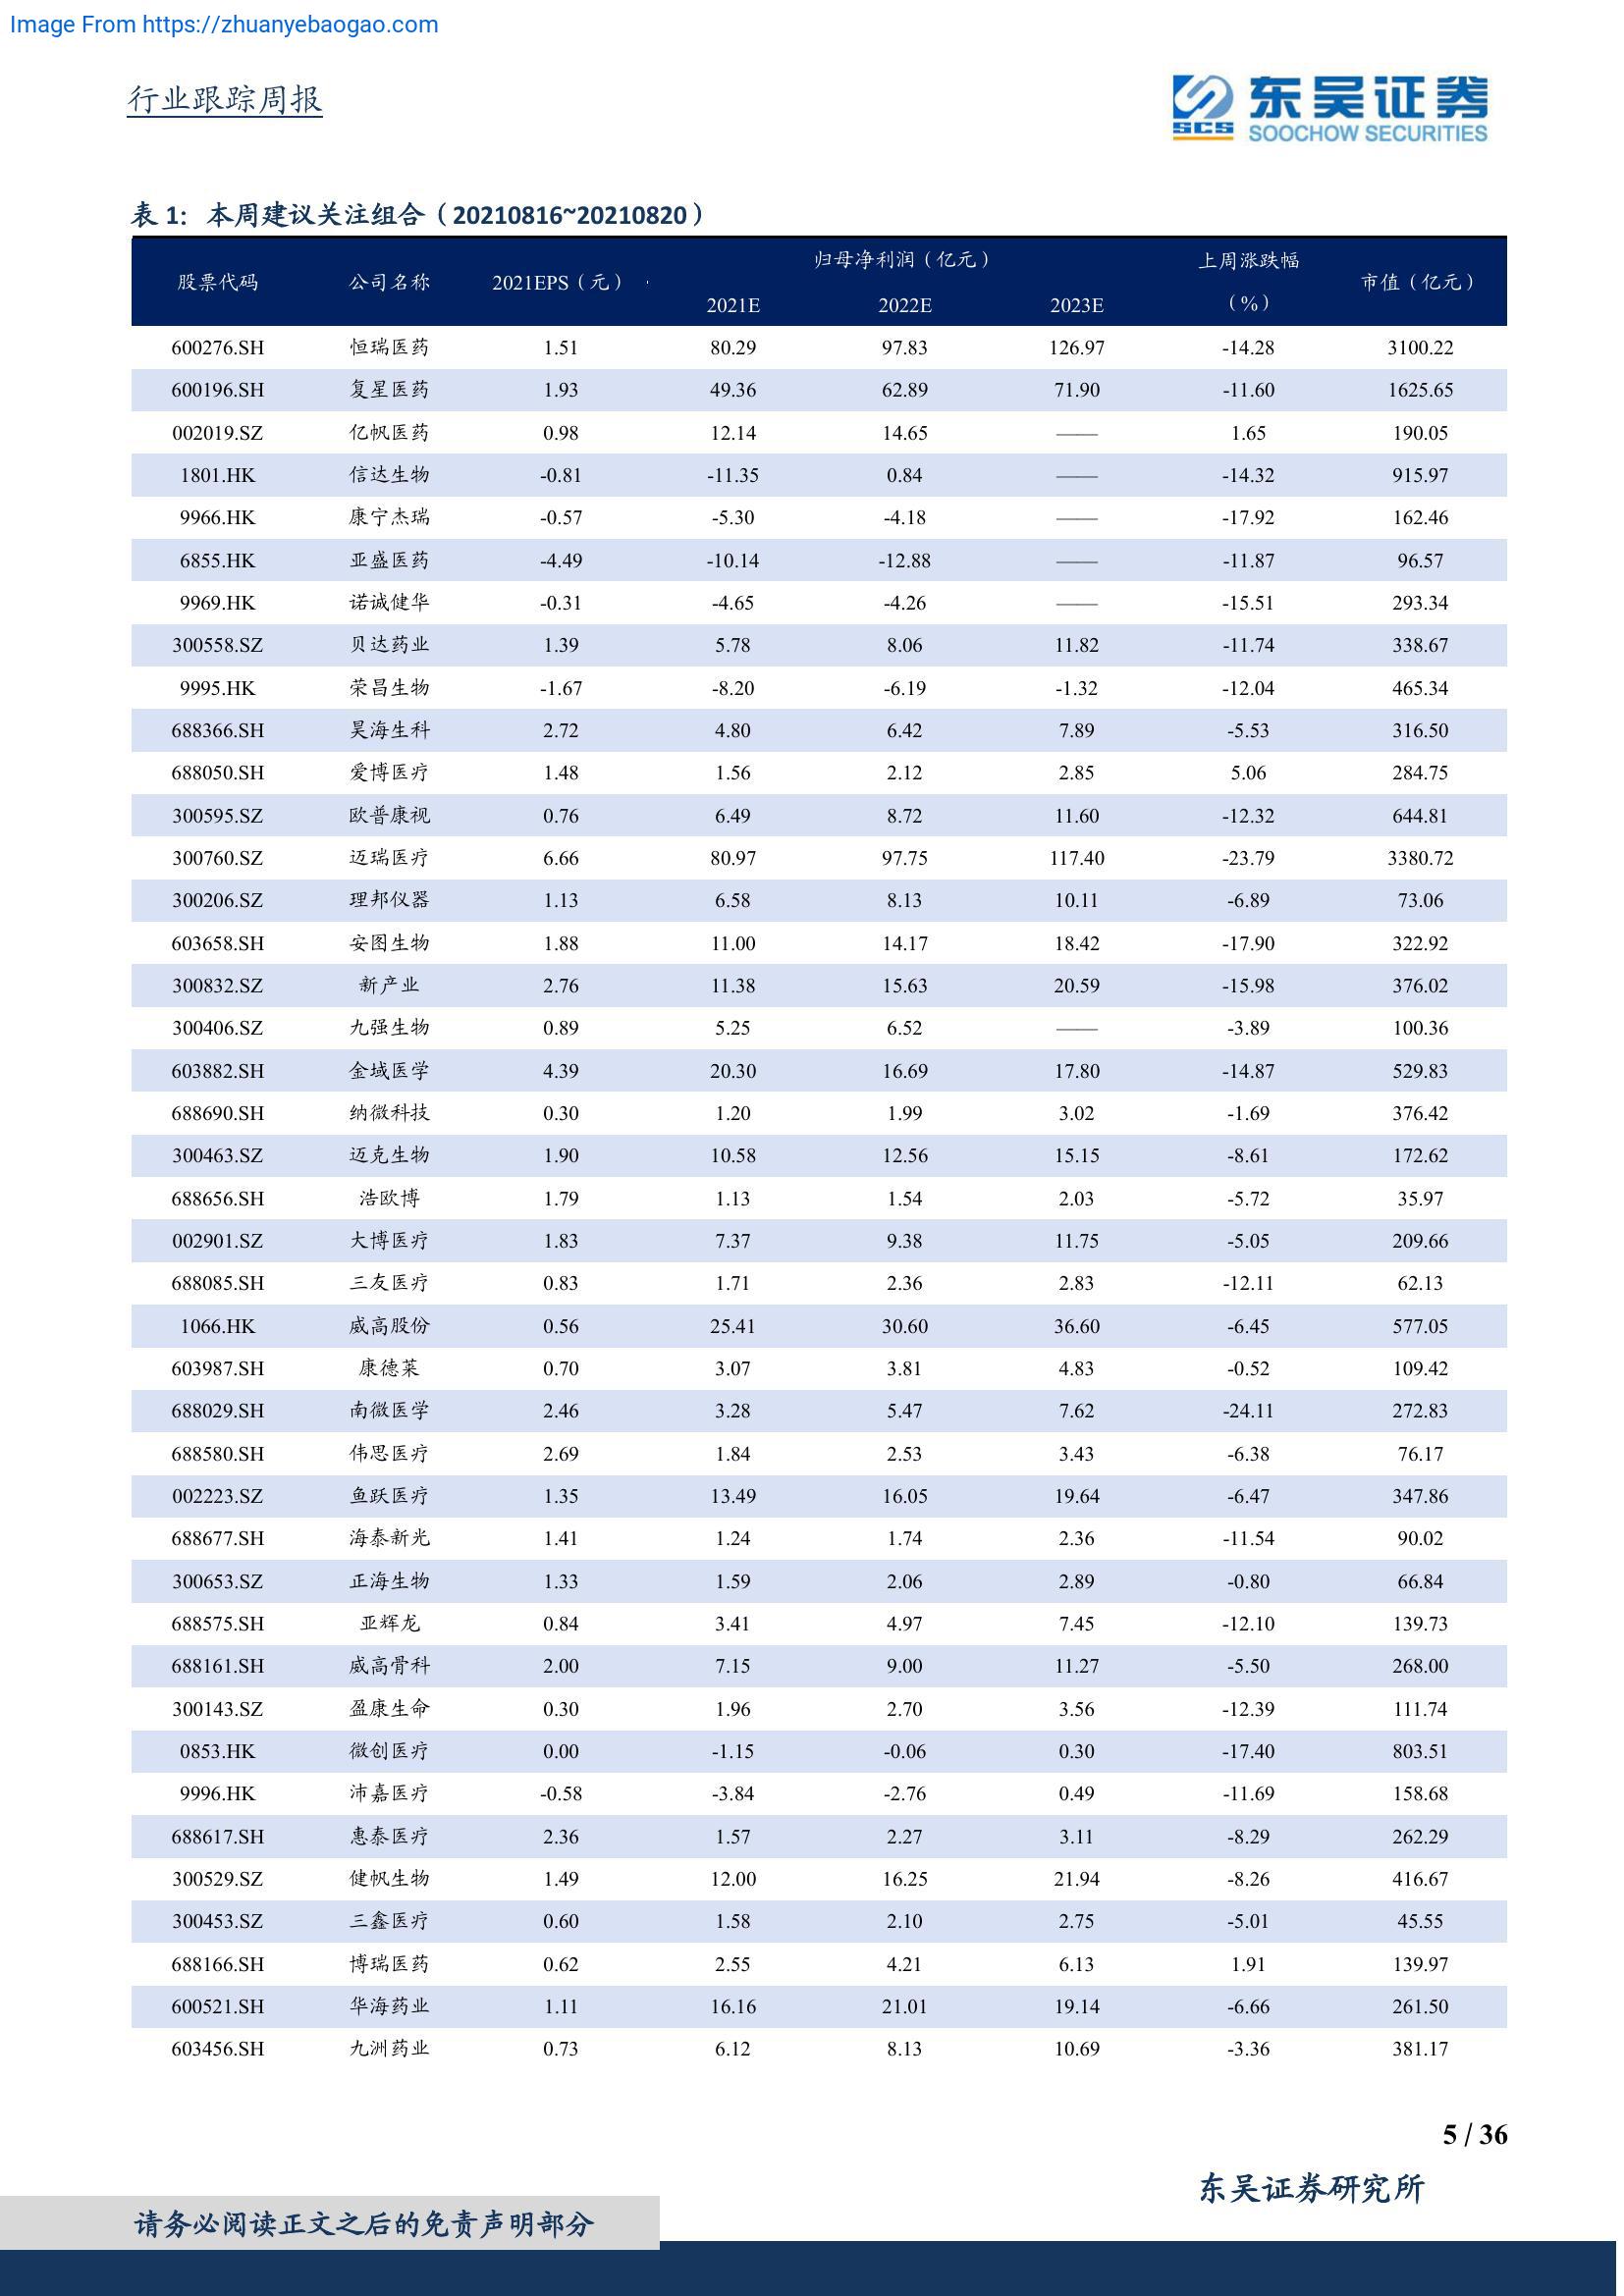 Image From https://zhuanyebaogao.com
行业跟踪周报
SCS 东吴证券
SOOCHOW SECURITIES
表 1： 本周建议关注组合（20210816~20210820）
股票代码 公司名称 2021EPS（元） 归母净利润（亿元） 上周涨跌幅（%） 市值（亿元）
2021E 2022E 2023E
600276.SH 恒瑞医药 1.51 80.29 97.83 126.97 -14.28 3100.22
600196.SH 复星医药 1.93 49.36 62.89 71.90 -11.60 1625.65
002019.SZ 亿帆医药 0.98 12.14 14.65 —— 1.65 190.05
1801.HK 信达生物 -0.81 -11.35 0.84 —— -14.32 915.97
9966.HK 康宁杰瑞 -0.57 -5.30 -4.18 —— -17.92 162.46
6855.HK 亚盛医药 -4.49 -10.14 -12.88 —— -11.87 96.57
9969.HK 诺诚健华 -0.31 -4.65 -4.26 —— -15.51 293.34
300558.SZ 贝达药业 1.39 5.78 8.06 11.82 -11.74 338.67
9995.HK 荣昌生物 -1.67 -8.20 -6.19 -1.32 -12.04 465.34
688366.SH 昊海生科 2.72 4.80 6.42 7.89 -5.53 316.50
688050.SH 爱博医疗 1.48 1.56 2.12 2.85 5.06 284.75
300595.SZ 欧普康视 0.76 6.49 8.72 11.60 -12.32 644.81
300760.SZ 迈瑞医疗 6.66 80.97 97.75 117.40 -23.79 3380.72
300206.SZ 理邦仪器 1.13 6.58 8.13 10.11 -6.89 73.06
603658.SH 安图生物 1.88 11.00 14.17 18.42 -17.90 322.92
300832.SZ 新产业 2.76 11.38 15.63 20.59 -15.98 376.02
300406.SZ 九强生物 0.89 5.25 6.52 —— -3.89 100.36
603882.SH 金域医学 4.39 20.30 16.69 17.80 -14.87 529.83
688690.SH 纳微科技 0.30 1.20 1.99 3.02 -1.69 376.42
300463.SZ 迈克生物 1.90 10.58 12.56 15.15 -8.61 172.62
688656.SH 浩欧博 1.79 1.13 1.54 2.03 -5.72 35.97
002901.SZ 大博医疗 1.83 7.37 9.38 11.75 -5.05 209.66
688085.SH 三友医疗 0.83 1.71 2.36 2.83 -12.11 62.13
1066.HK 威高股份 0.56 25.41 30.60 36.60 -6.45 577.05
603987.SH 康德莱 0.70 3.07 3.81 4.83 -0.52 109.42
688029.SH 南微医学 2.46 3.28 5.47 7.62 -24.11 272.83
688580.SH 伟思医疗 2.69 1.84 2.53 3.43 -6.38 76.17
002223.SZ 鱼跃医疗 1.35 13.49 16.05 19.64 -6.47 347.86
688677.SH 海泰新光 1.41 1.24 1.74 2.36 -11.54 90.02
300653.SZ 正海生物 1.33 1.59 2.06 2.89 -0.80 66.84
688575.SH 亚辉龙 0.84 3.41 4.97 7.45 -12.10 139.73
688161.SH 威高骨科 2.00 7.15 9.00 11.27 -5.50 268.00
300143.SZ 盈康生命 0.30 1.96 2.70 3.56 -12.39 111.74
0853.HK 微创医疗 0.00 -1.15 -0.06 0.30 -17.40 803.51
9996.HK 沛嘉医疗 -0.58 -3.84 -2.76 0.49 -11.69 158.68
688617.SH 惠泰医疗 2.36 1.57 2.27 3.11 -8.29 262.29
300529.SZ 健帆生物 1.49 12.00 16.25 21.94 -8.26 416.67
300453.SZ 三鑫医疗 0.60 1.58 2.10 2.75 -5.01 45.55
688166.SH 博瑞医药 0.62 2.55 4.21 6.13 1.91 139.97
600521.SH 华海药业 1.11 16.16 21.01 19.14 -6.66 261.50
603456.SH 九洲药业 0.73 6.12 8.13 10.69 -3.36 381.17
5 / 36
东吴证券研究所
请务必阅读正文之后的免责声明部分